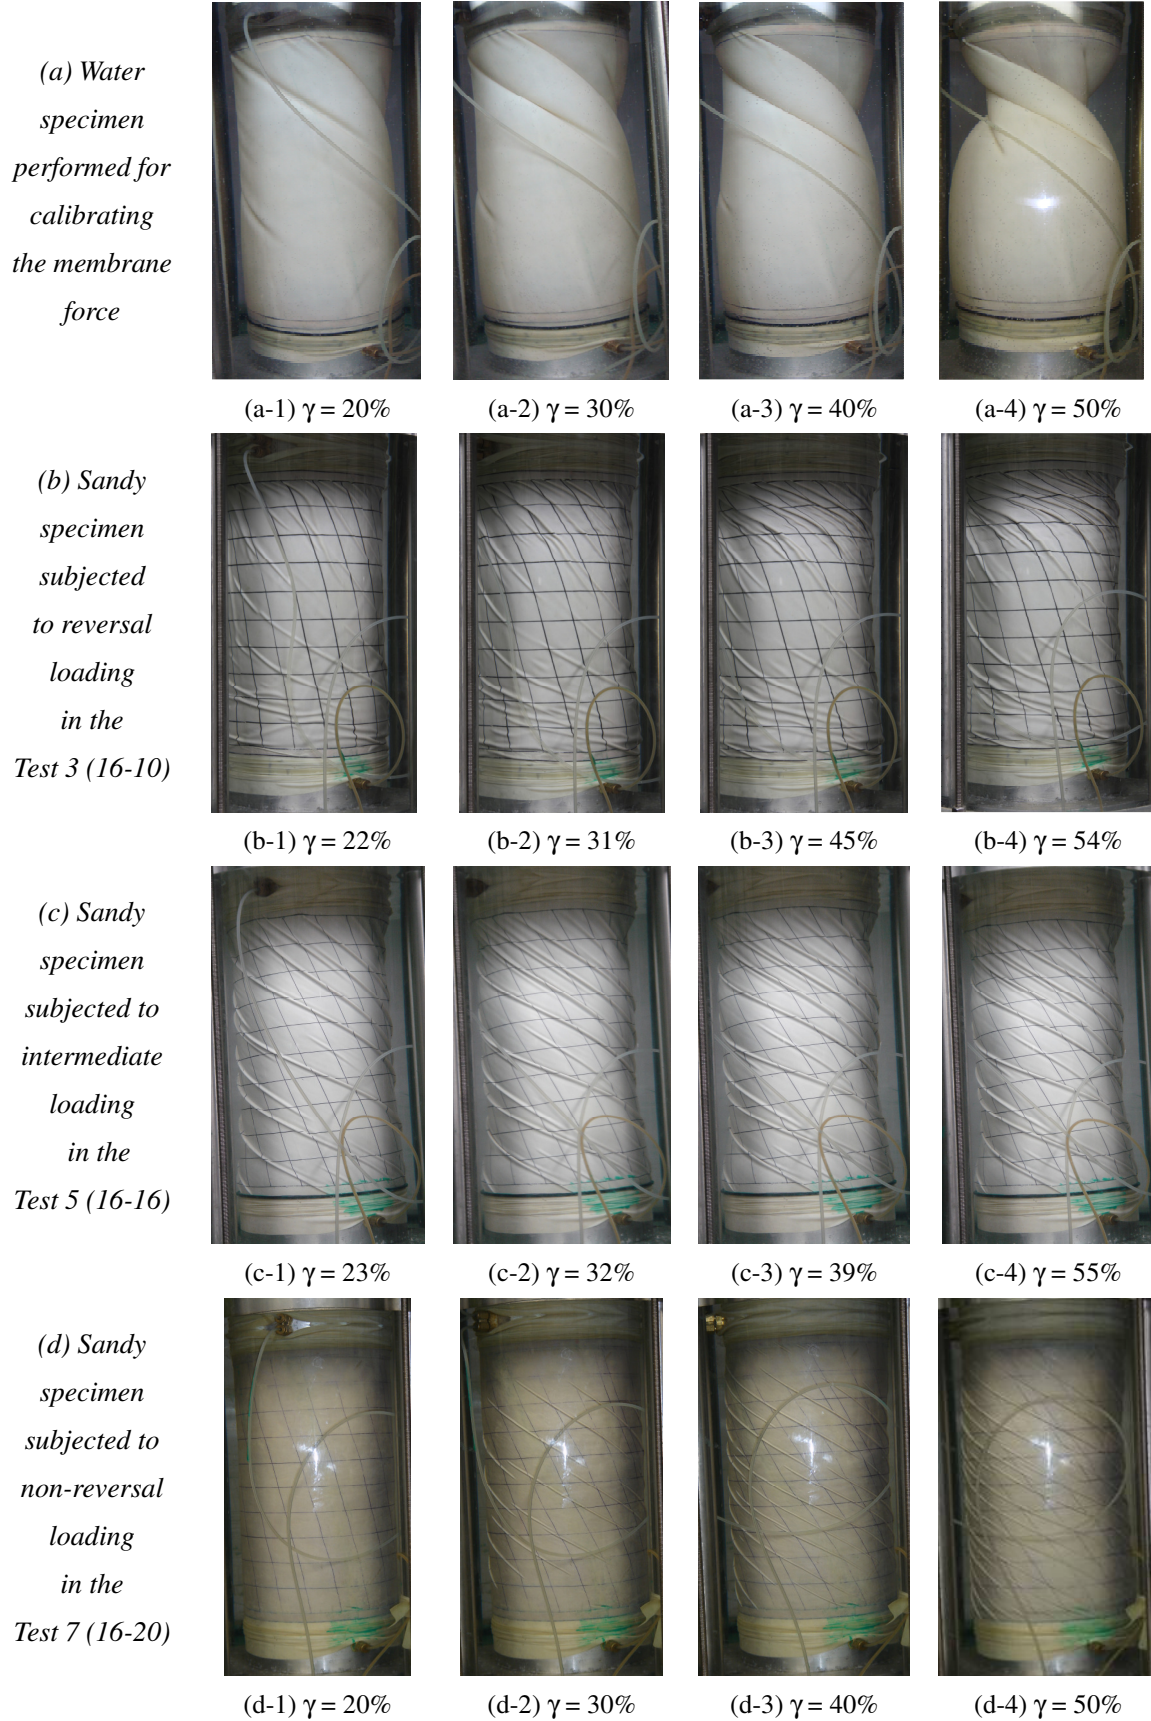 (a) Water
specimen
performed for
calibrating
the membrane
force
(a-1) γ = 20%
(a-2) γ = 30%
(a-3) γ = 40%
(a-4) γ = 50%
(b) Sandy
specimen
subjected
to reversal
loading
in the
Test 3 (16-10)
(b-1) γ = 22%
(b-2) γ = 31%
(b-3) γ = 45%
(b-4) γ = 54%
(c) Sandy
specimen
subjected to
intermediate
loading
in the
Test 5 (16-16)
(c-1) γ = 23%
(c-2) γ = 32%
(c-3) γ = 39%
(c-4) γ = 55%
(d) Sandy
specimen
subjected to
non-reversal
loading
in the
Test 7 (16-20)
(d-1) γ = 20%
(d-2) γ = 30%
(d-3) γ = 40%
(d-4) γ = 50%